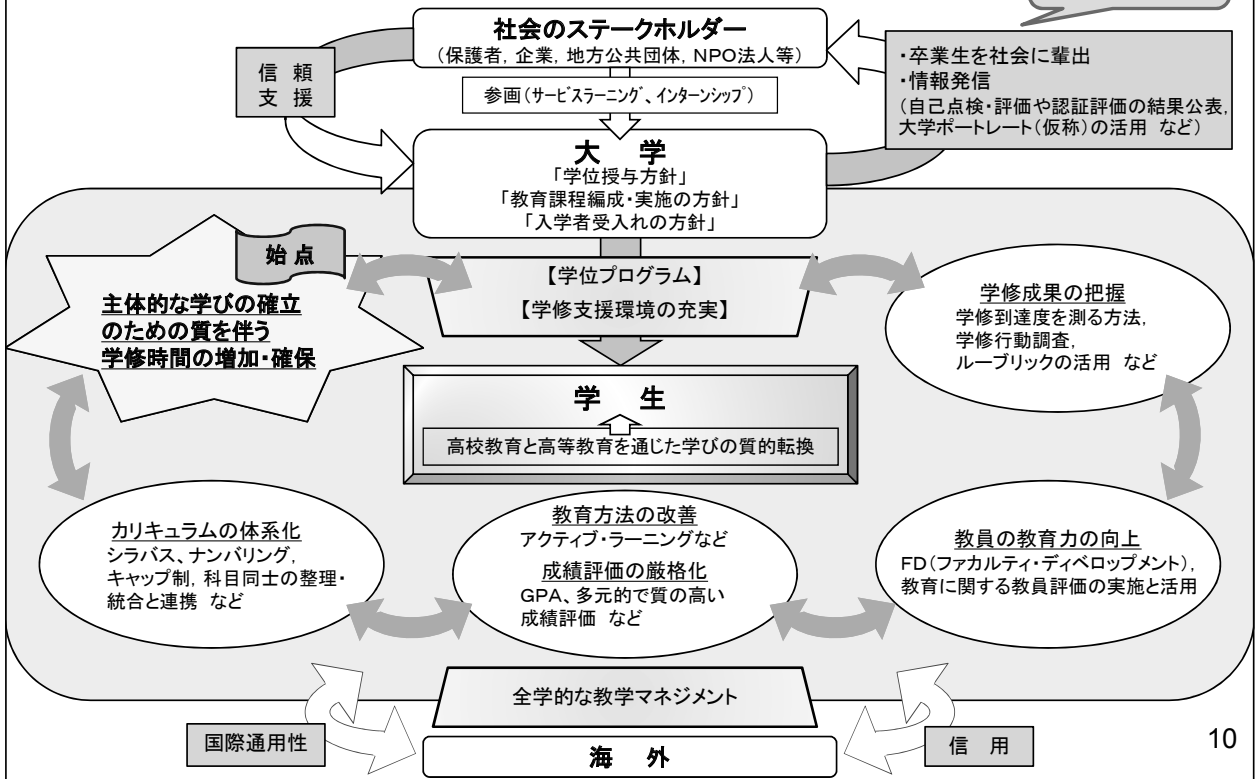 社会のステークホルダー
（保護者，企業，地方公共団体，NPO法人等）
信　頼
支　援
参画（サービスラーニング、インターンシップ）
・卒業生を社会に輩出
・情報発信
（自己点検・評価や認証評価の結果公表，
大学ポートレート（仮称）の活用　など）
大　学
「学位授与方針」
「教育課程編成・実施の方針」
「入学者受入れの方針」
始 点
主体的な学びの確立
のための質を伴う
学修時間の増加・確保
【学位プログラム】
【学修支援環境の充実】
学修成果の把握
学修到達度を測る方法，
学修行動調査，
ルーブリックの活用　など
学　生
高校教育と高等教育を通じた学びの質的転換
カリキュラムの体系化
シラバス、ナンバリング，
キャップ制，科目同士の整理・
統合と連携　など
教育方法の改善
アクティブ・ラーニングなど
成績評価の厳格化
GPA、多元的で質の高い
成績評価　など
教員の教育力の向上
FD（ファカルティ・ディベロップメント），
教育に関する教員評価の実施と活用
全学的な教学マネジメント
国際通用性
海　外
信　用
10